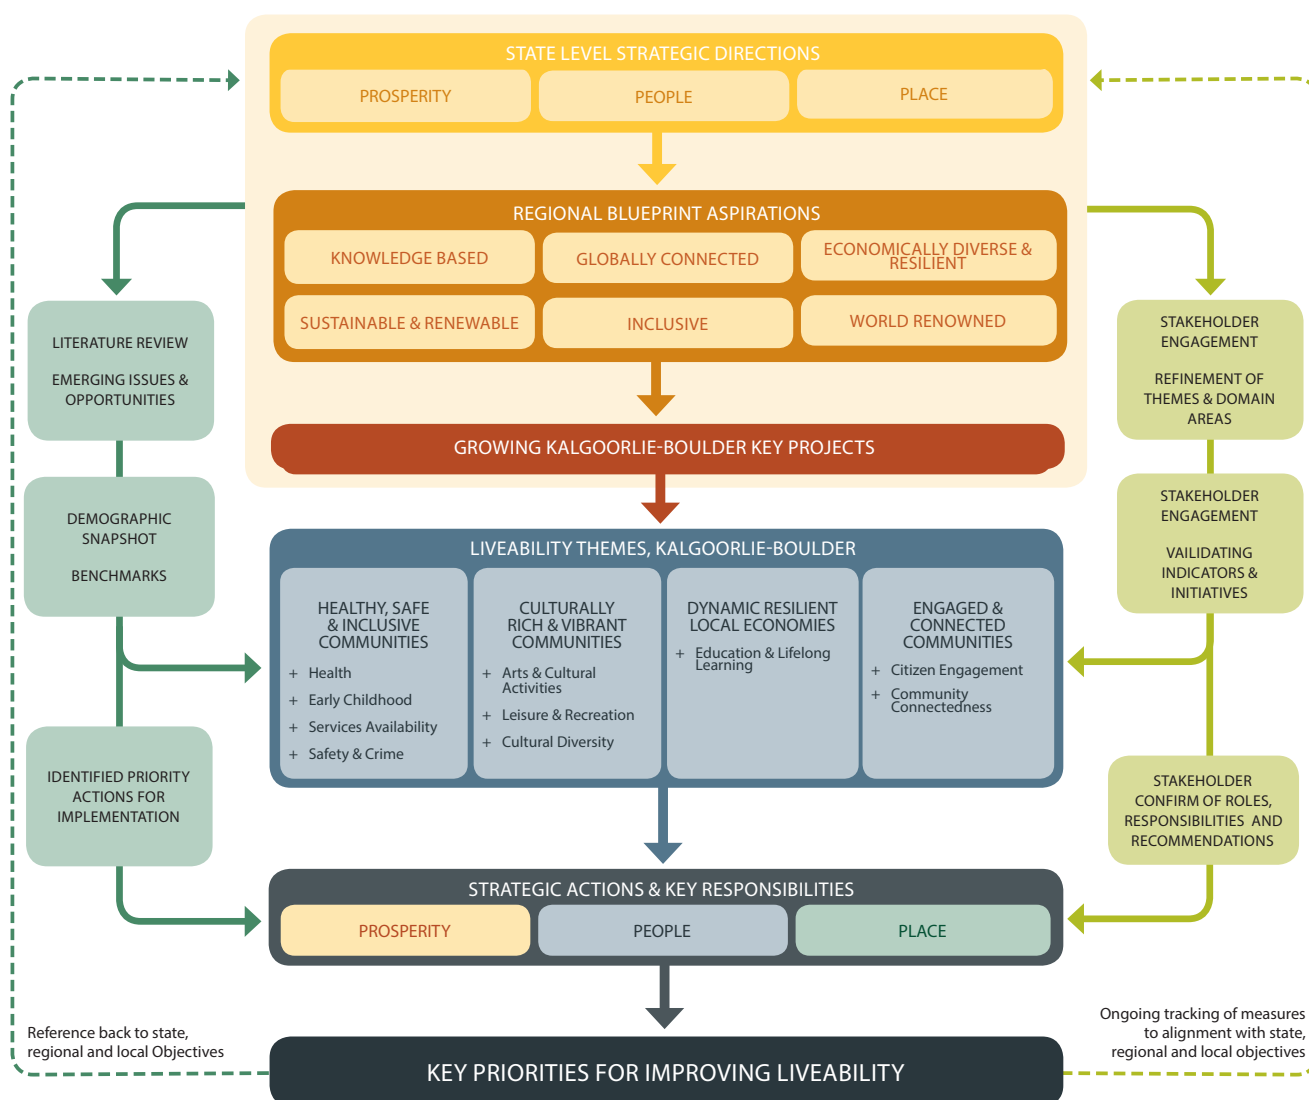 STATE LEVEL STRATEGIC DIRECTIONS
PROSPERITY
PEOPLE
PLACE
REGIONAL BLUEPRINT ASPIRATIONS
KNOWLEDGE BASED
GLOBALLY CONNECTED
ECONOMICALLY DIVERSE &
RESILIENT
SUSTAINABLE & RENEWABLE
INCLUSIVE
WORLD RENOWNED
GROWING KALGOORLIE-BOULDER KEY PROJECTS
LITERATURE REVIEW
EMERGING ISSUES &
OPPORTUNITIES
DEMOGRAPHIC
SNAPSHOT
BENCHMARKS
IDENTIFIED PRIORITY
ACTIONS FOR
IMPLEMENTATION
STAKEHOLDER
ENGAGEMENT
REFINEMENT OF
THEMES & DOMAIN
AREAS
STAKEHOLDER
ENGAGEMENT
VAILIDATING
INDICATORS &
INITIATIVES
STAKEHOLDER
CONFIRM OF ROLES,
RESPONSIBILITIES AND
RECOMMENDATIONS
LIVEABILITY THEMES, KALGOORLIE-BOULDER
HEALTHY, SAFE
& INCLUSIVE
COMMUNITIES
+ Health
+ Early Childhood
+ Services Availability
+ Safety & Crime
CULTURALLY
RICH & VIBRANT
COMMUNITIES
+ Arts & Cultural
Activities
+ Leisure & Recreation
+ Cultural Diversity
DYNAMIC RESILIENT
LOCAL ECONOMIES
+ Education & Lifelong
Learning
ENGAGED &
CONNECTED
COMMUNITIES
+ Citizen Engagement
+ Community
Connectedness
STRATEGIC ACTIONS & KEY RESPONSIBILITIES
PROSPERITY
PEOPLE
PLACE
Reference back to state,
regional and local Objectives
Ongoing tracking of measures
to alignment with state,
regional and local objectives
KEY PRIORITIES FOR IMPROVING LIVEABILITY